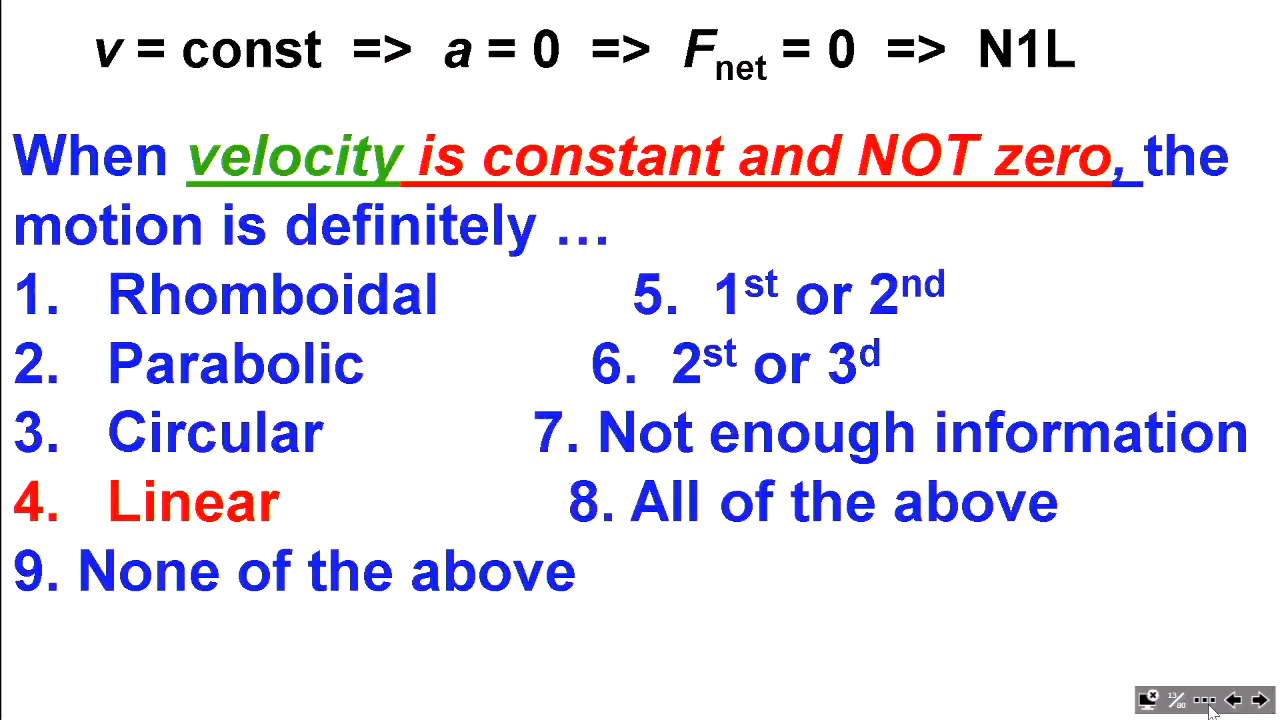 v = const => a = 0 => Fnet = 0 => N1L
When velocity is constant and NOT zero, the
motion is definitely …
1. Rhomboidal 5. 1st or 2nd
2. Parabolic 6. 2st or 3d
3. Circular 7. Not enough information
4. Linear 8. All of the above
9. None of the above
13/80